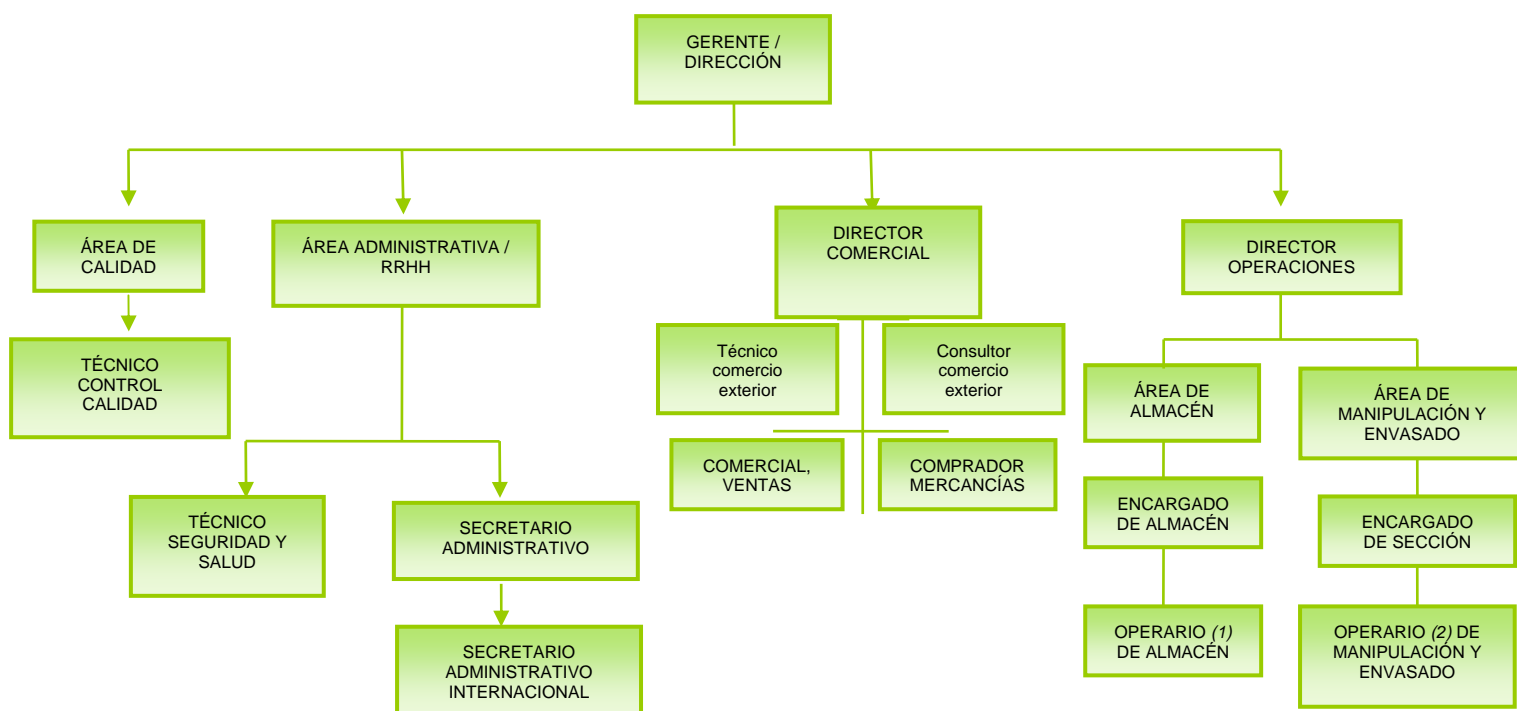 GERENTE /
DIRECCIÓN
ÁREA DE
CALIDAD
ÁREA ADMINISTRATIVA /
RRHH
DIRECTOR
COMERCIAL
DIRECTOR
OPERACIONES
TÉCNICO
CONTROL
CALIDAD
Técnico
comercio
exterior
Consultor
comercio
exterior
ÁREA DE
ALMACÉN
ÁREA DE
MANIPULACIÓN Y
ENVASADO
COMERCIAL,
VENTAS
COMPRADOR
MERCANCÍAS
TÉCNICO
SEGURIDAD Y
SALUD
SECRETARIO
ADMINISTRATIVO
ENCARGADO
DE ALMACÉN
ENCARGADO
DE SECCIÓN
SECRETARIO
ADMINISTRATIVO
INTERNACIONAL
OPERARIO (1)
DE ALMACÉN
OPERARIO (2) DE
MANIPULACIÓN Y
ENVASADO